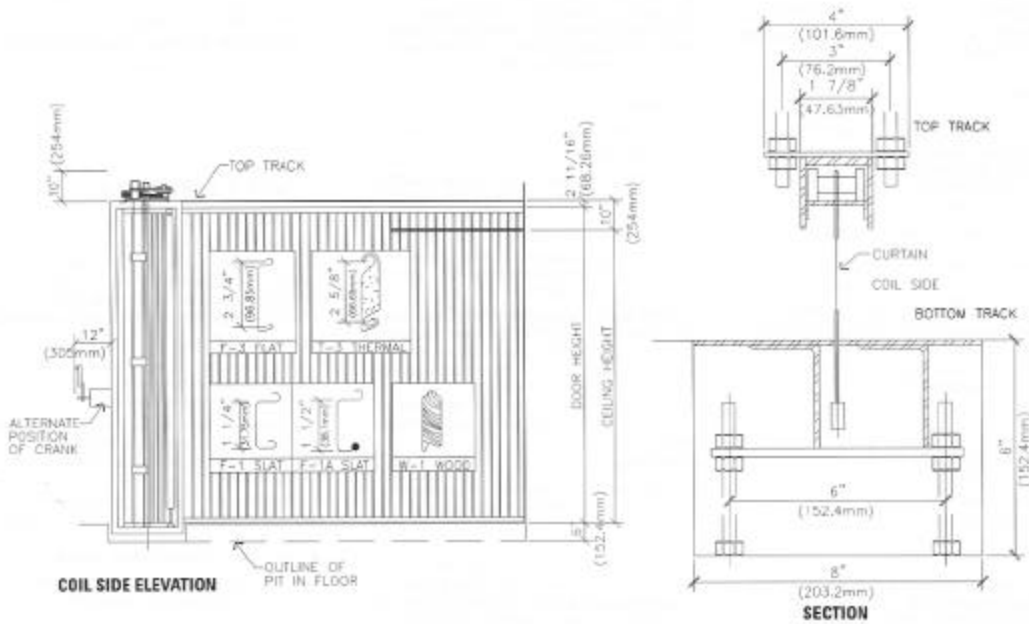 10"
(254mm)
TOP TRACK
2 11/16"
(68.26mm)
10"
(254mm)
2 3/4"
F-3 FLAT
2 5/8"
T-3 THERMAL
12"
(305mm)
ALTERNATE
POSITION
OF CRANK
1 1/4"
F-1 SLAT
1 1/2"
F-1A SLAT
W-1 WOOD
DOOR HEIGHT
CEILING HEIGHT
6"
(152.4mm)
OUTLINE OF
PIT IN FLOOR
COIL SIDE ELEVATION
4"
(101.6mm)
3"
(76.2mm)
1 7/8"
(47.63mm)
TOP TRACK
CURTAIN
COIL SIDE
BOTTOM TRACK
6"
(152.4mm)
6"
(152.4mm)
8"
(203.2mm)
SECTION